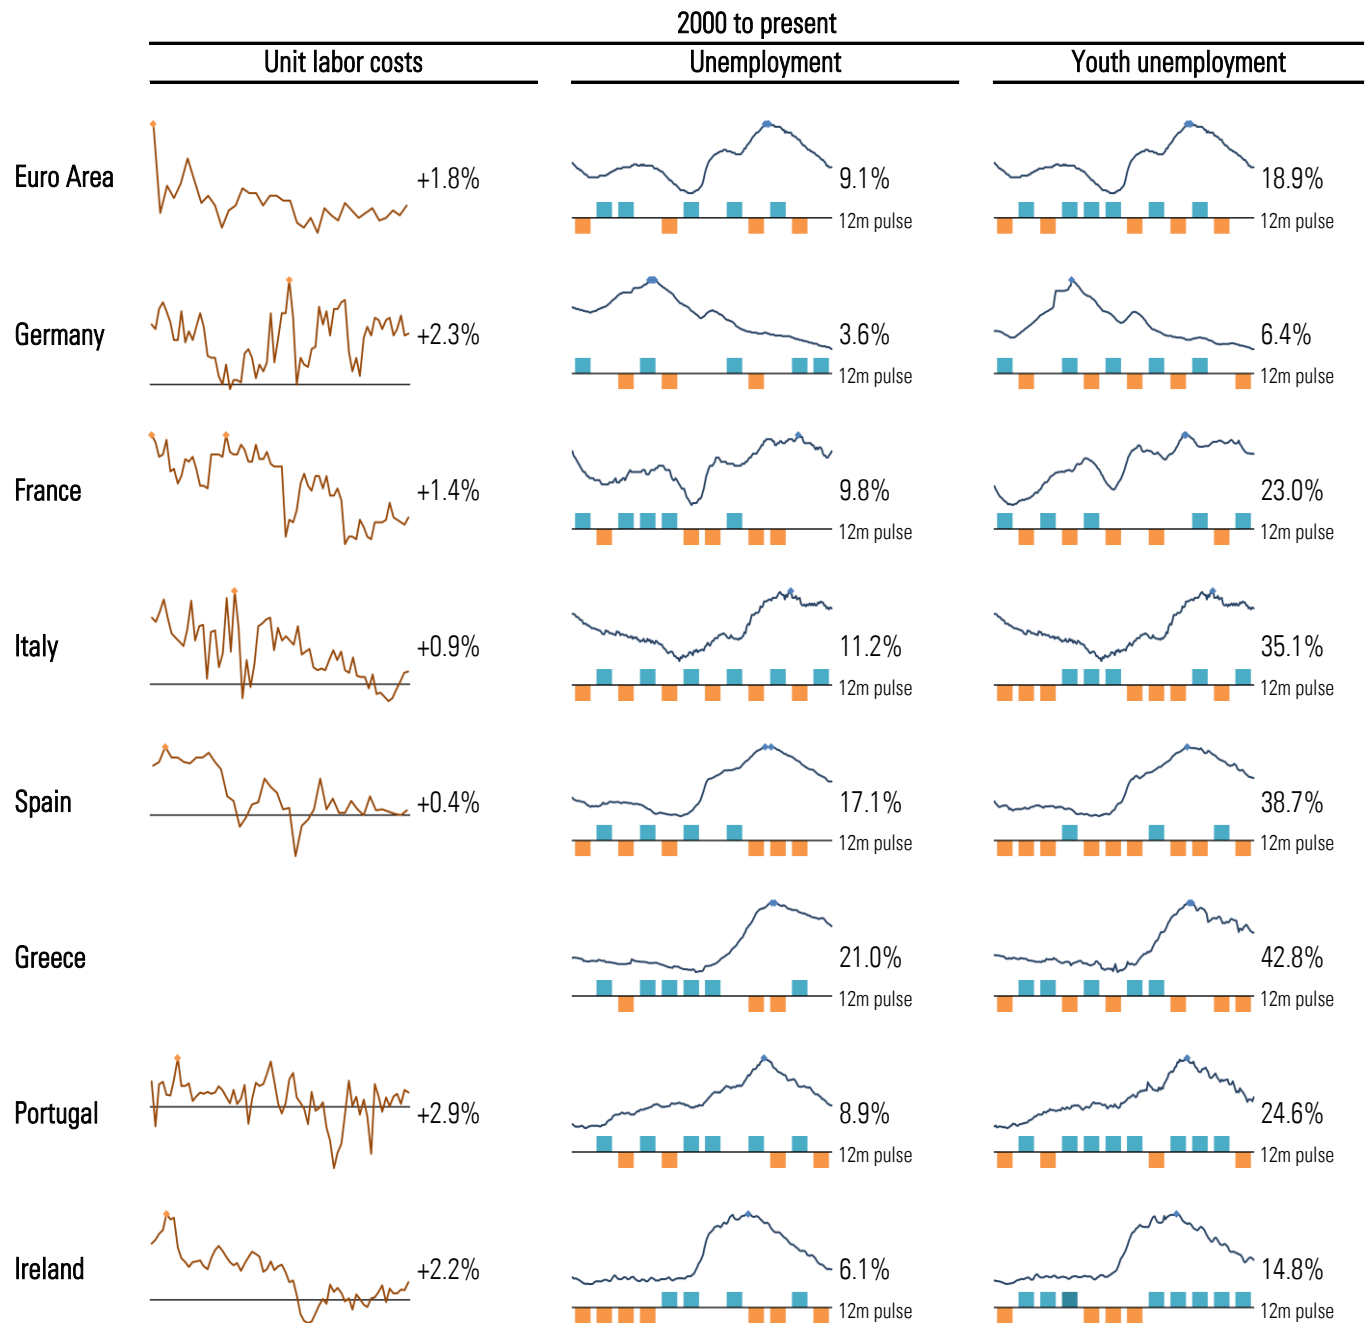 2000 to present
Unit labor costs Unemployment Youth unemployment
Euro Area +1.8% 9.1% 18.9%
12m pulse 12m pulse
Germany +2.3% 3.6% 6.4%
12m pulse 12m pulse
France +1.4% 9.8% 23.0%
12m pulse 12m pulse
Italy +0.9% 11.2% 35.1%
12m pulse 12m pulse
Spain +0.4% 17.1% 38.7%
12m pulse 12m pulse
Greece 21.0% 42.8%
12m pulse 12m pulse
Portugal +2.9% 8.9% 24.6%
12m pulse 12m pulse
Ireland +2.2% 6.1% 14.8%
12m pulse 12m pulse